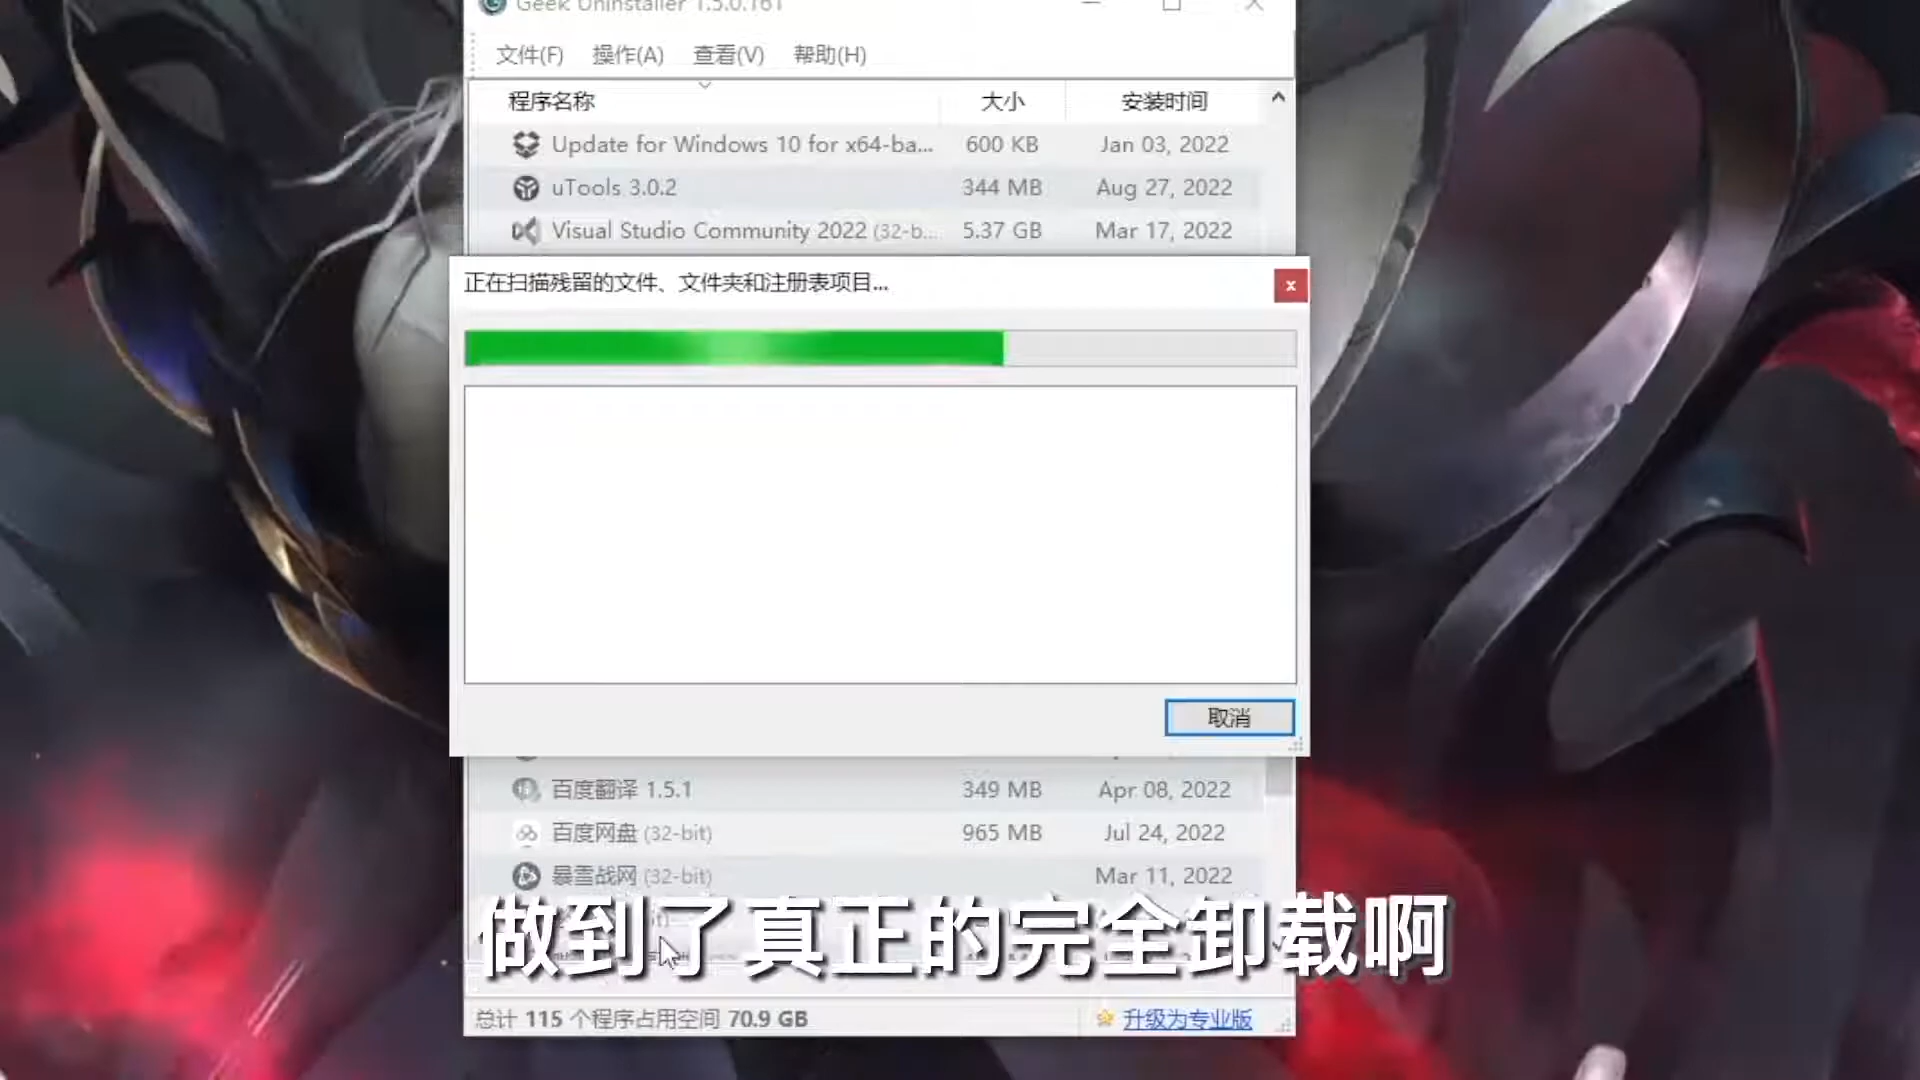 Geek Uninstaller 1.5.0.161
文件(F) 操作(A) 查看(V) 帮助(H)
程序名称 大小 安装时间
Update for Windows 10 for x64-ba... 600 KB Jan 03, 2022
uTools 3.0.2 344 MB Aug 27, 2022
Visual Studio Community 2022 (32-b... 5.37 GB Mar 17, 2022
正在扫描残留的文件、文件夹和注册表项目...
取消
百度翻译 1.5.1 349 MB Apr 08, 2022
百度网盘 (32-bit) 965 MB Jul 24, 2022
暴雪战网 (32-bit) Mar 11, 2022
做到了真正的完全卸载啊
总计 115 个程序占用空间 70.9 GB 升级为专业版